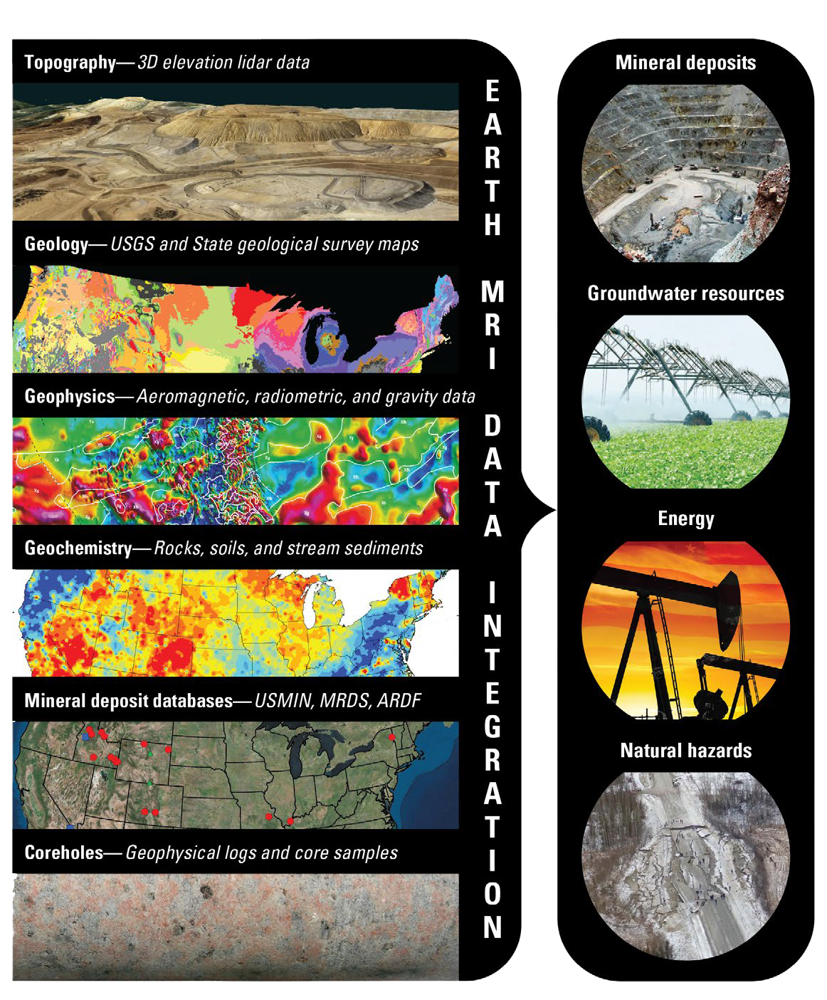 Topography—3D elevation lidar data
Geology—USGS and State geological survey maps
Geophysics—Aeromagnetic, radiometric, and gravity data
Geochemistry—Rocks, soils, and stream sediments
Mineral deposit databases—USMIN, MRDS, ARDF
Coreholes—Geophysical logs and core samples
EARTH MRI DATA INTEGRATION
Mineral deposits
Groundwater resources
Energy
Natural hazards